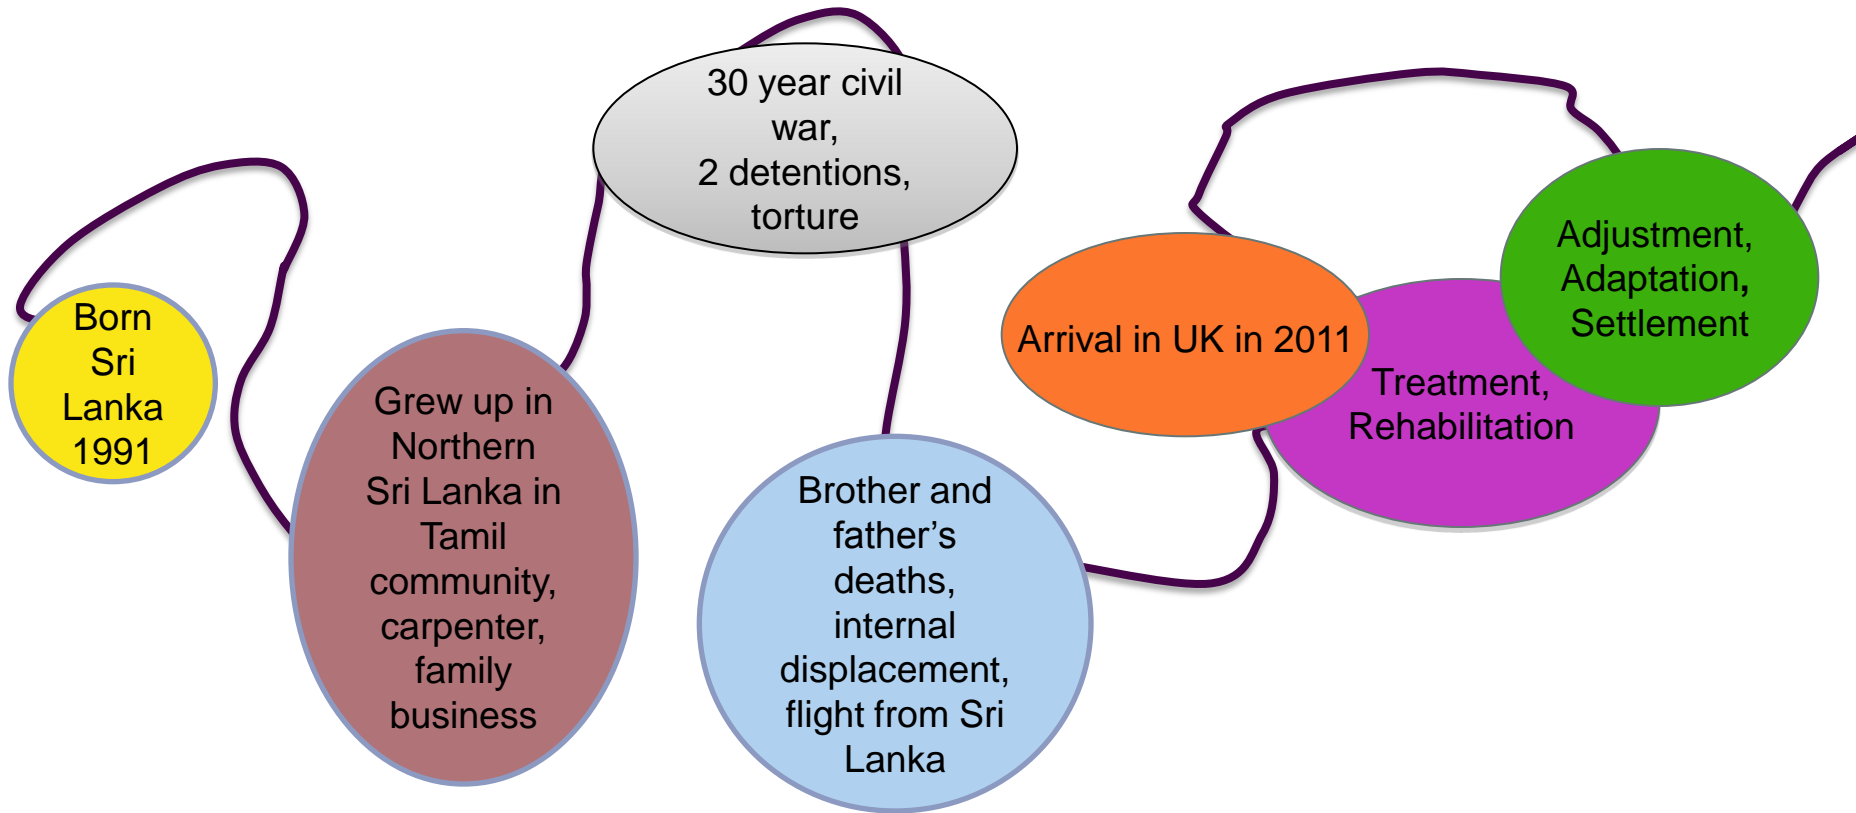 Born
Sri
Lanka
1991
Grew up in
Northern
Sri Lanka in
Tamil
community,
carpenter,
family
business
30 year civil
war,
2 detentions,
torture
Brother and
father’s
deaths,
internal
displacement,
flight from Sri
Lanka
Arrival in UK in 2011
Treatment,
Rehabilitation
Adjustment,
Adaptation,
Settlement